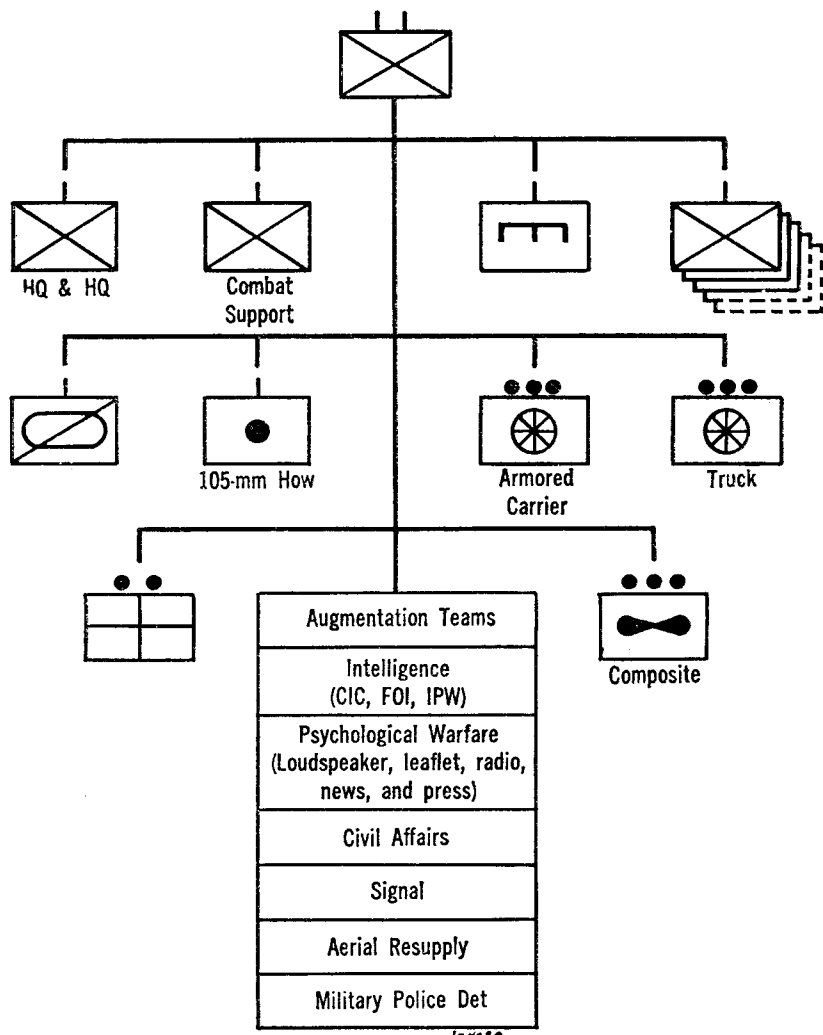 HQ & HQ
Combat
Support
105-mm How
Armored
Carrier
Truck
Augmentation Teams
Intelligence
(CIC, FOI, IPW)
Psychological Warfare
(Loudspeaker, leaflet, radio,
news, and press)
Civil Affairs
Signal
Aerial Resupply
Military Police Det
Composite